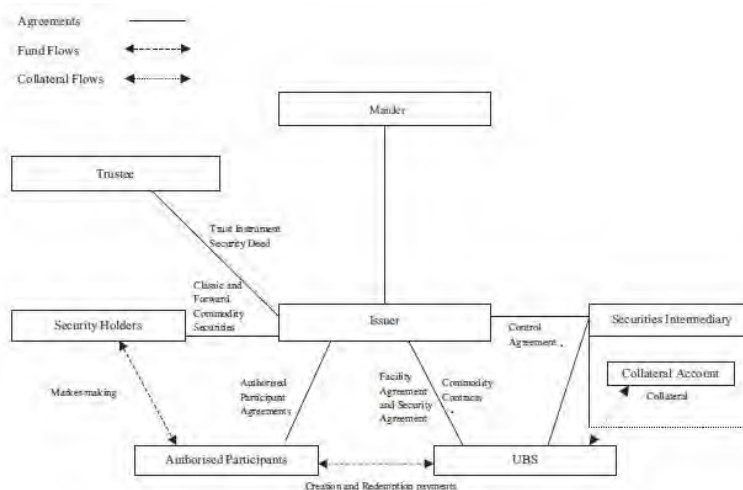 Agreements
Fund Flows
Collateral Flows
Trustee
Trust Instrument
Security Deed
Classic and
Forward
Commodity
Securities
Security Holders
Issuer
Securities Intermediary
Control
Agreement
Collateral Account
Collateral
Market-making
Authorised
Participant
Agreements
Facility
Agreement
and Security
Agreement
Commodity
Contracts
Authorised Participants
UBS
Creation and Redemption payments